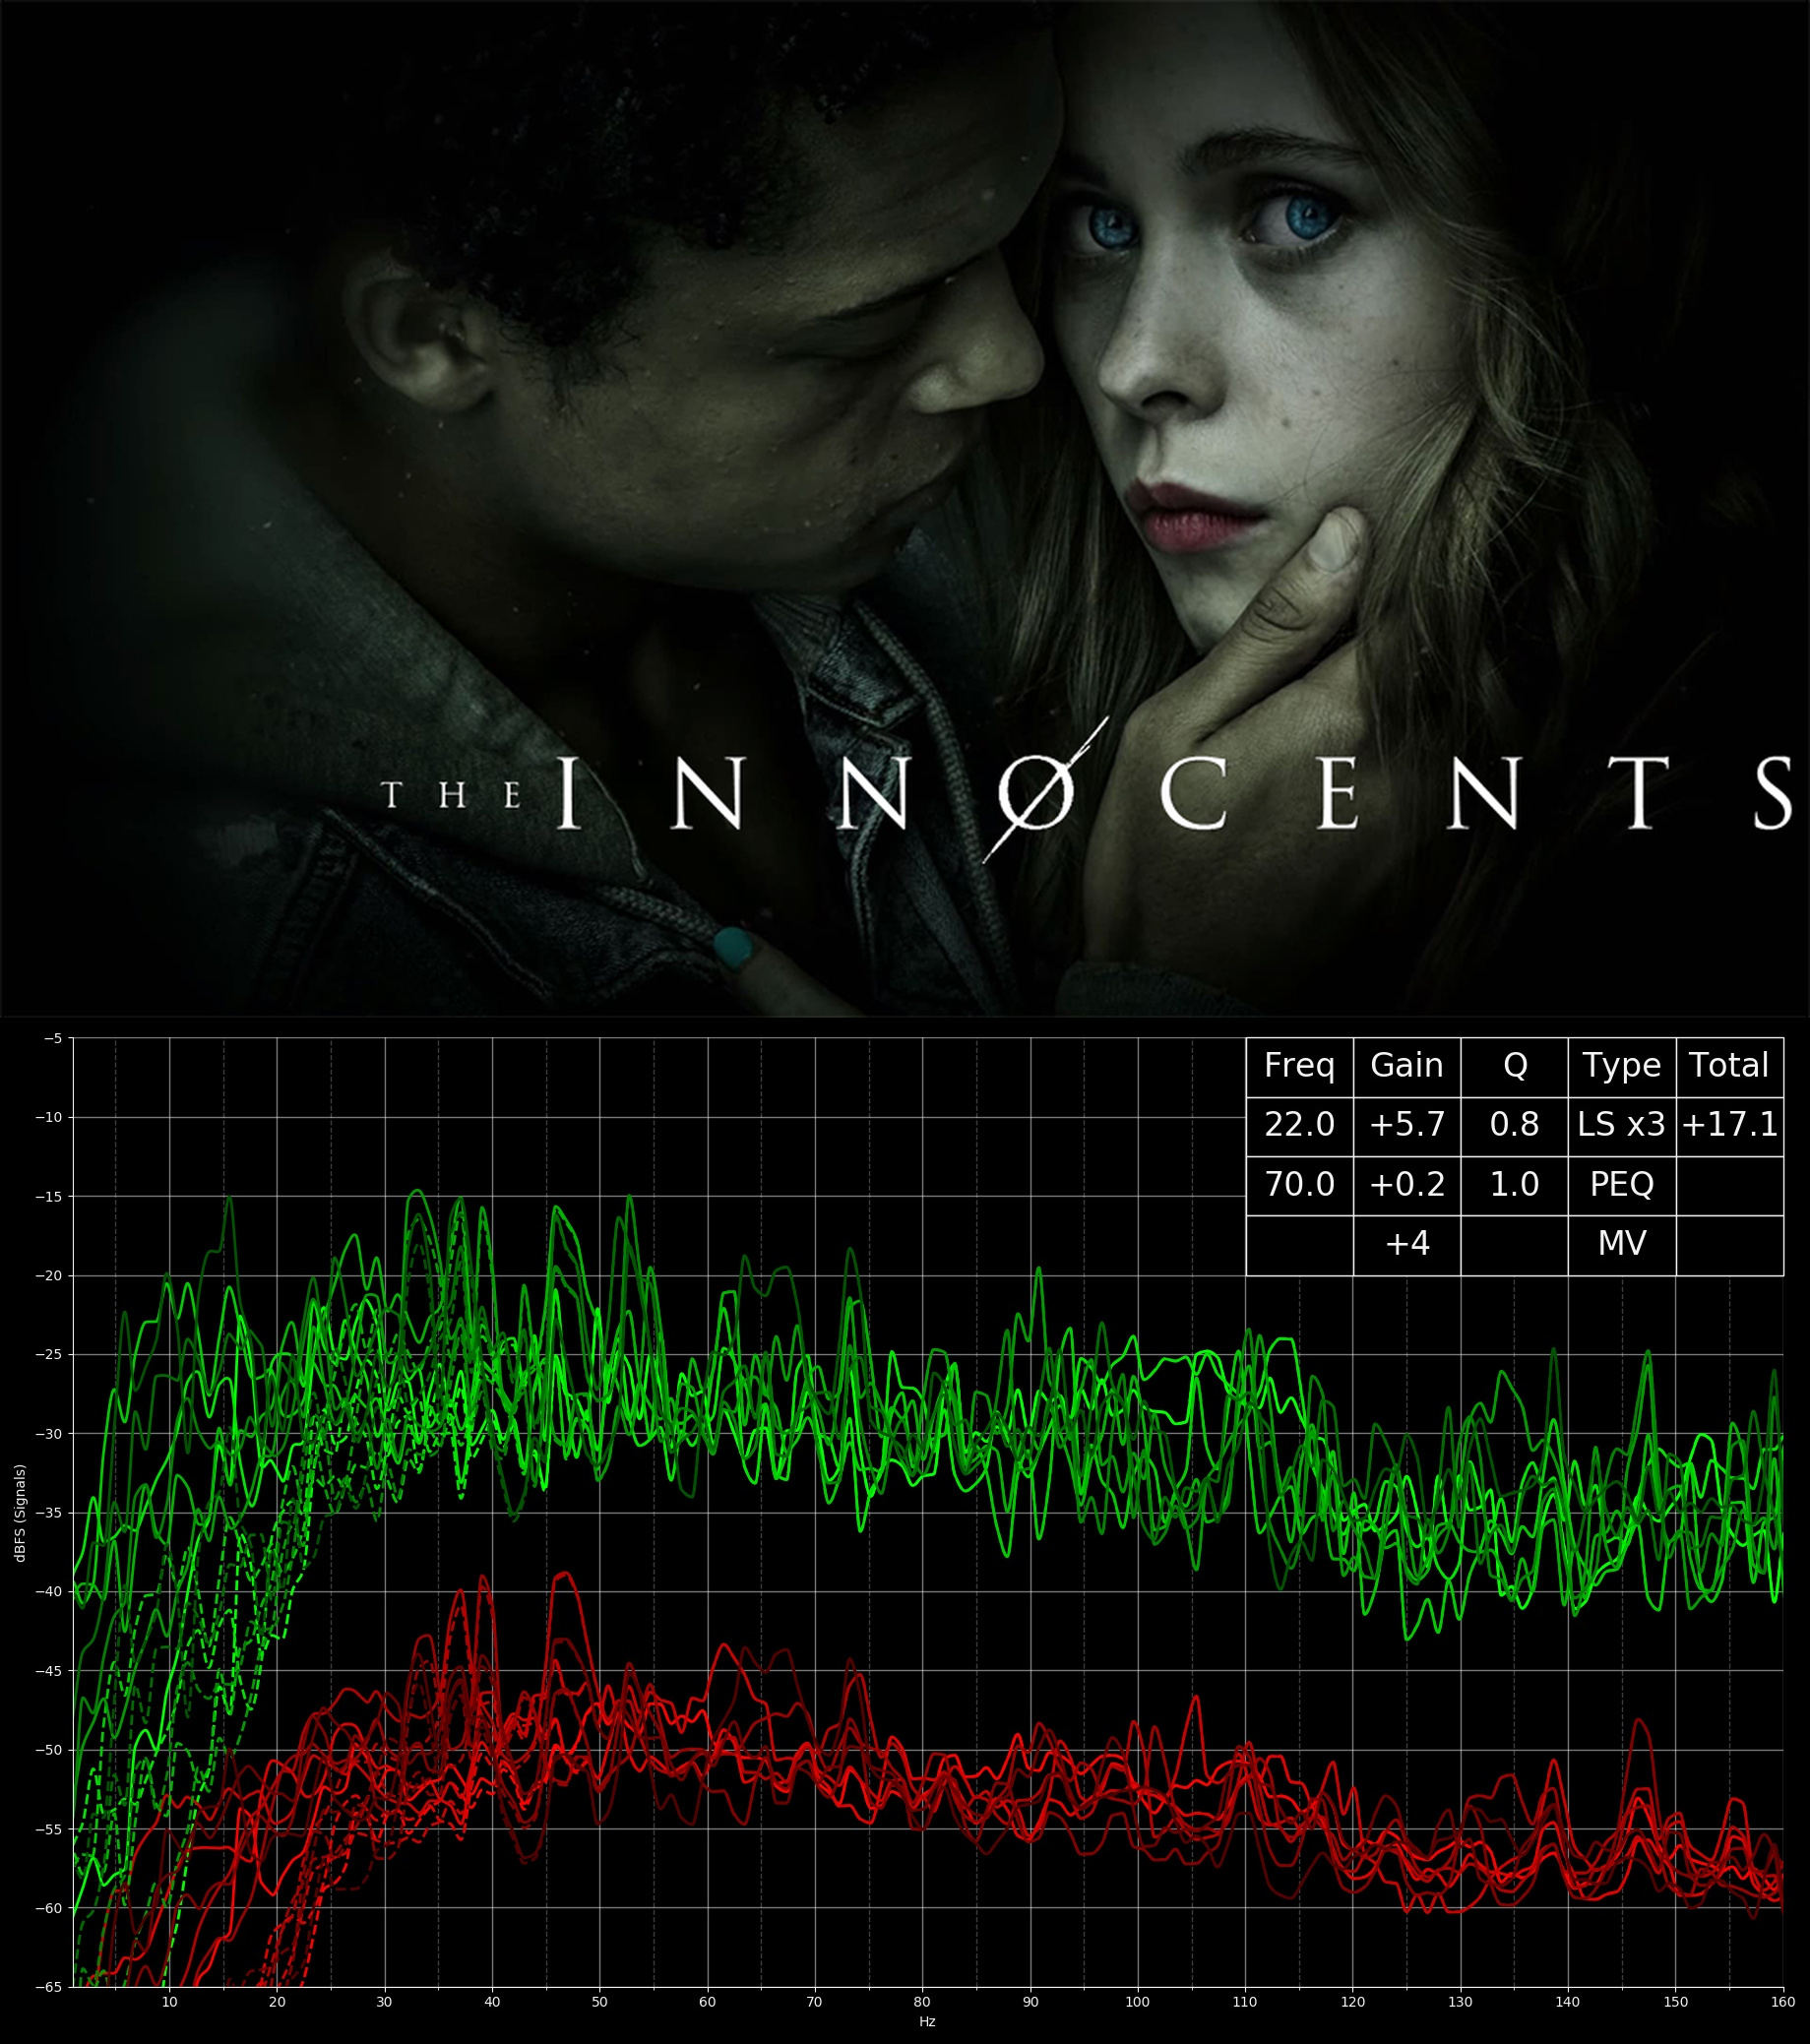 THE INNØCENTS
Freq Gain Q Type Total
22.0 +5.7 0.8 LS x3 +17.1
70.0 +0.2 1.0 PEQ
+4 MV
−5
−10
−15
−20
−25
−30
−35
−40
−45
−50
−55
−60
−65
dBFS (Signals)
10 20 30 40 50 60 70 80 90 100 110 120 130 140 150 160
Hz